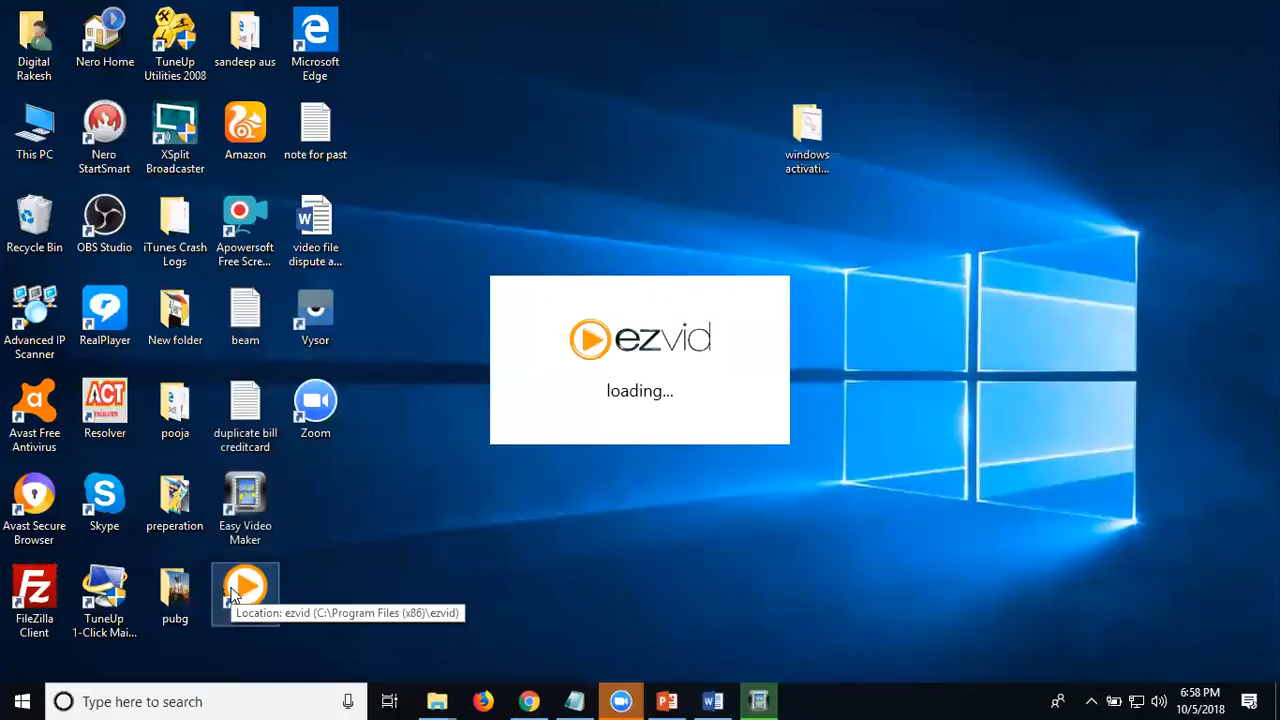 Digital
Rakesh
Nero Home
TuneUp
Utilities 2008
sandeep aus
Microsoft
Edge
This PC
Nero
StartSmart
XSplit
Broadcaster
Amazon
note for past
windows
activati...
Recycle Bin
OBS Studio
iTunes Crash
Logs
Apowersoft
Free Scre...
video file
dispute a...
Advanced IP
Scanner
RealPlayer
New folder
beam
Vysor
ezvid
loading...
Avast Free
Antivirus
ACT
RESOLVER
Resolver
pooja
duplicate bill
creditcard
Zoom
Avast Secure
Browser
Skype
preperation
Easy Video
Maker
FileZilla
Client
TuneUp
1-Click Mai...
pubg
Location: ezvid (C:\Program Files (x86)\ezvid)
Type here to search
6:58 PM
10/5/2018